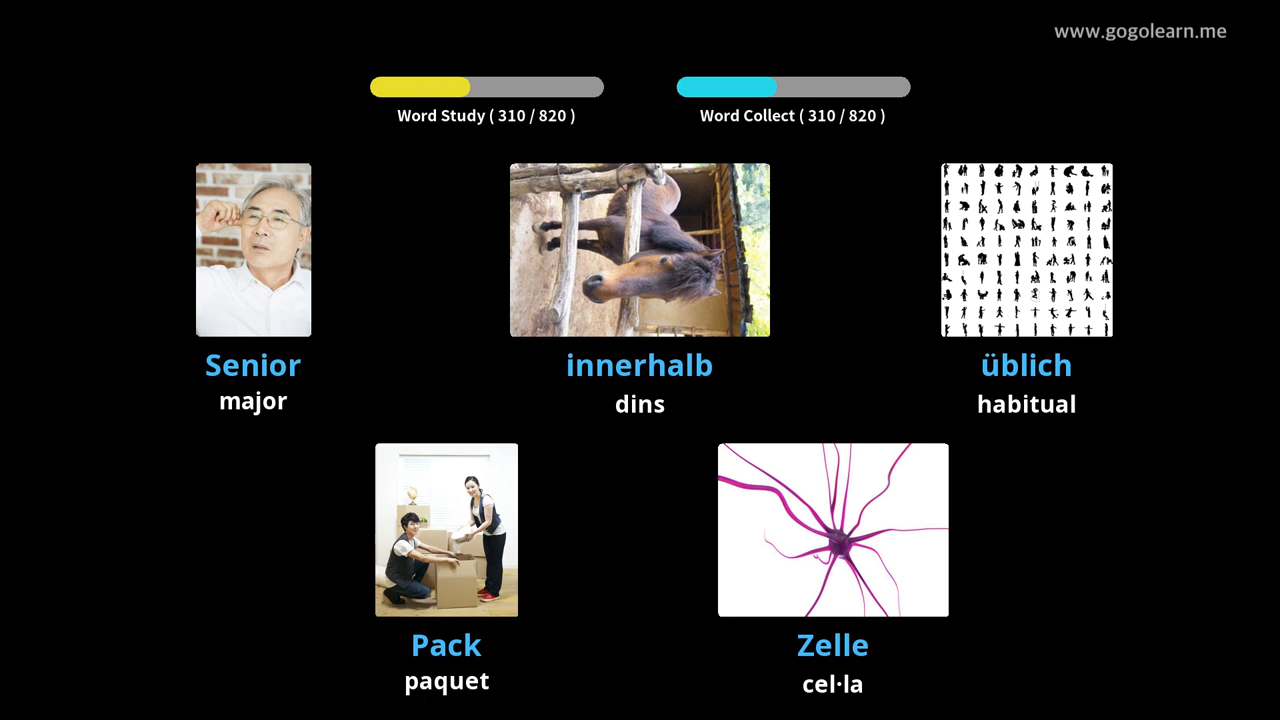 www.gogolearn.me
Word Study ( 310 / 820 )
Word Collect ( 310 / 820 )
Senior
major
innerhalb
dins
üblich
habitual
Pack
paquet
Zelle
cel·la